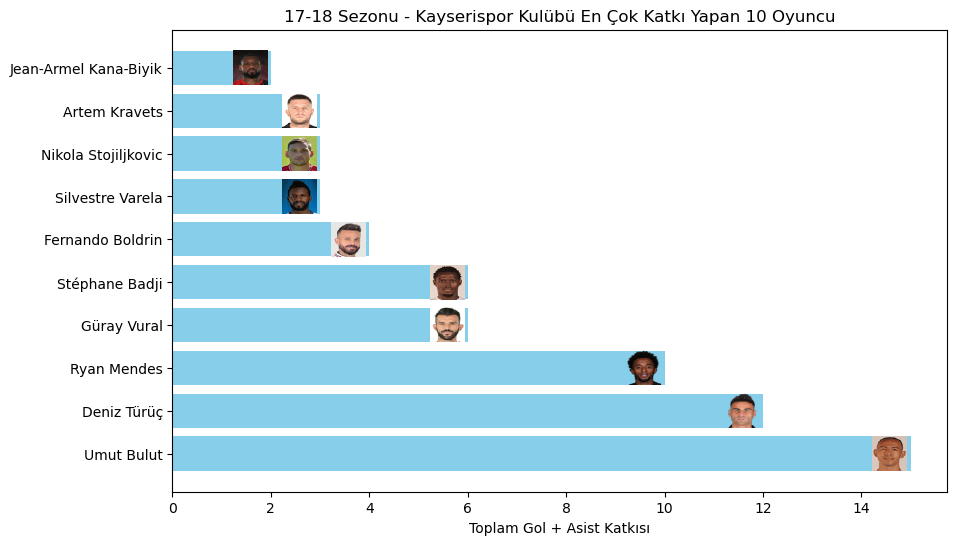 17-18 Sezonu - Kayserispor Kulübü En Çok Katkı Yapan 10 Oyuncu
Jean-Armel Kana-Biyik
Artem Kravets
Nikola Stojiljkovic
Silvestre Varela
Fernando Boldrin
Stéphane Badji
Güray Vural
Ryan Mendes
Deniz Türüç
Umut Bulut
0 2 4 6 8 10 12 14
Toplam Gol + Asist Katkısı